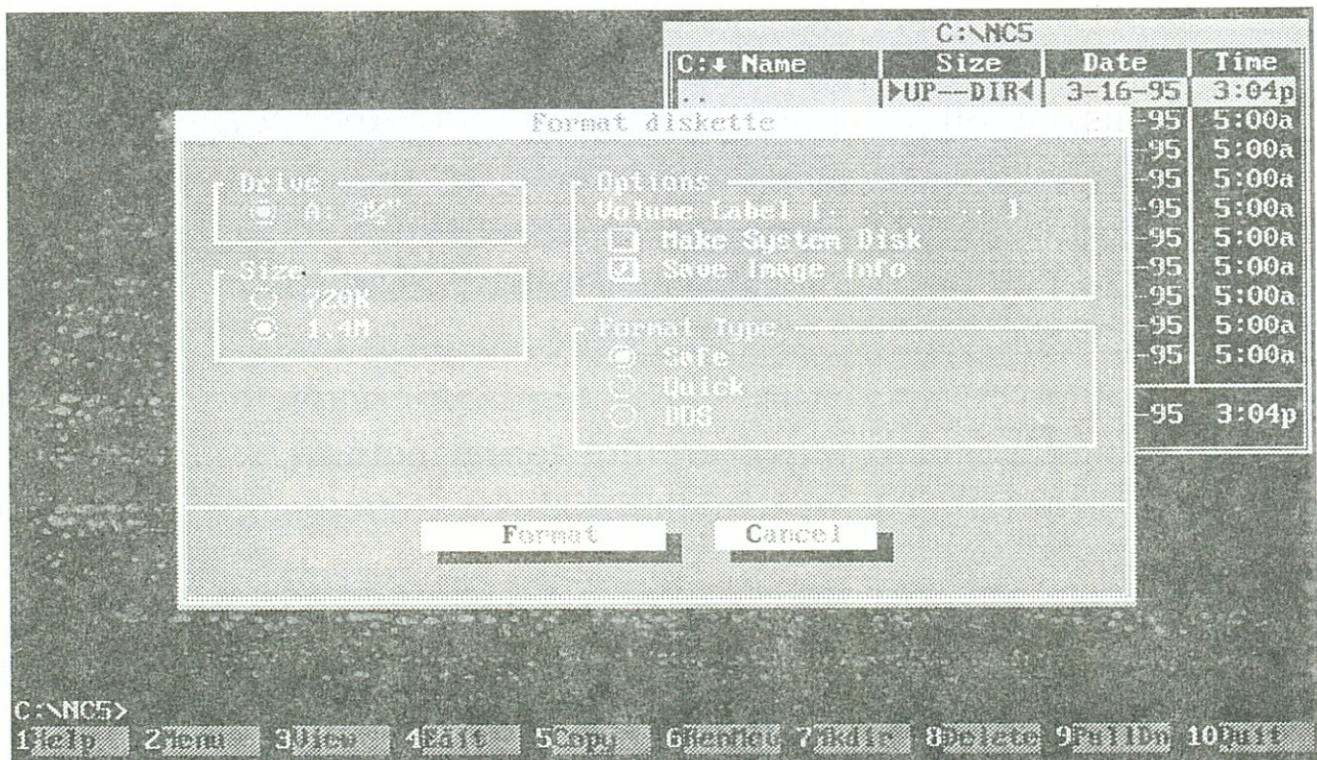 C:\NC5
C:↓ Name Size Date Time
.. ►UP--DIR◄ 3-16-95 3:04p
-95 5:00a
-95 5:00a
-95 5:00a
-95 5:00a
-95 5:00a
-95 5:00a
-95 5:00a
-95 5:00a
-95 5:00a
-95 3:04p
Format diskette
Drive
A: 3½"
Size
720K
1.4M
Options
Volume Label [·········· ]
Make System Disk
Save Image Info
Format Type
Safe
Quick
DOS
Format Cancel
C:\NC5>
1Help 2Menu 3View 4Edit 5Copy 6RenMov 7Mkdir 8Delete 9PullDn 10Quit